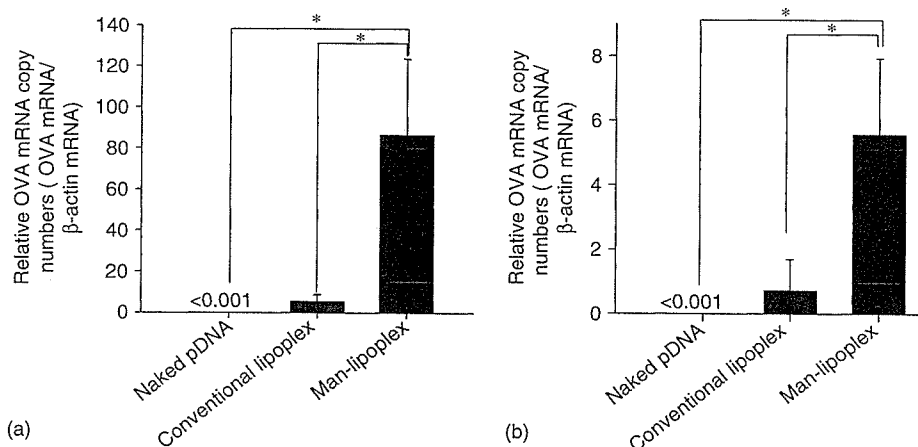 Relative OVA mRNA copy
numbers ( OVA mRNA/
β-actin mRNA)
140
120
100
80
60
40
20
0
*
*
<0.001
Naked pDNA
Conventional lipoplex
Man-lipoplex
(a)
Relative OVA mRNA copy
numbers ( OVA mRNA/
β-actin mRNA)
8
6
4
2
0
*
*
<0.001
Naked pDNA
Conventional lipoplex
Man-lipoplex
(b)